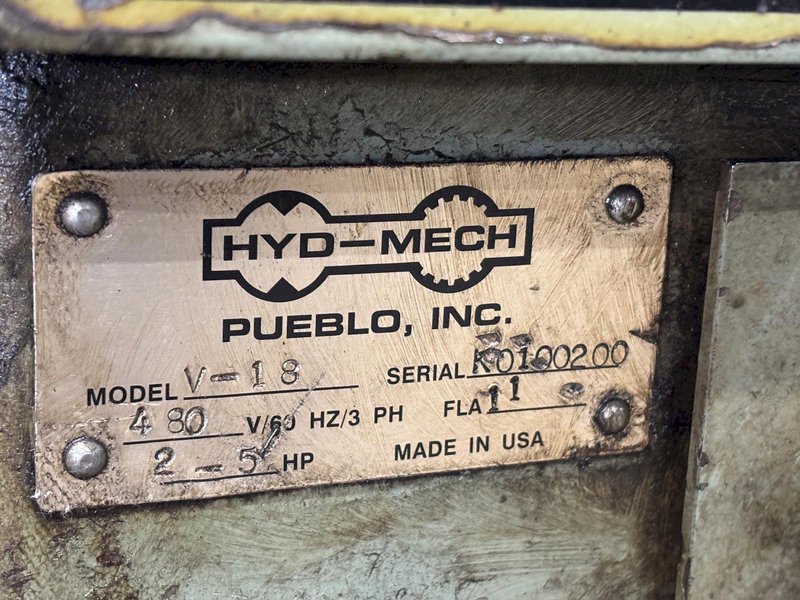 HYD-MECH
PUEBLO, INC.
MODEL V-18 SERIAL K0100200
480 V/60 HZ/3 PH FLA 11
2-5 HP MADE IN USA